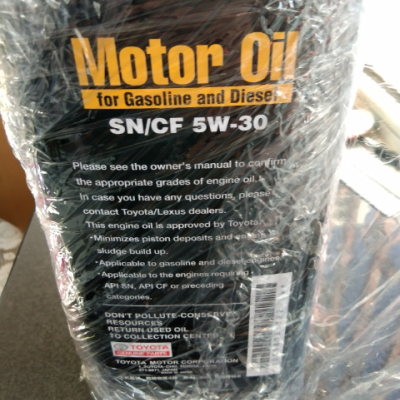 Motor Oil
for Gasoline and Diesel
SN/CF 5W-30
Please see the owner's manual to confirm
the appropriate grades of engine oil.
In case you have any questions, please
contact Toyota/Lexus dealers.
This engine oil is approved by Toyota.
•Minimizes piston deposits and
sludge build up.
•Applicable to gasoline and diesel engines
•Applicable to the engines requiring
API SN, API CF or preceding
categories.
DON'T POLLUTE-CONSERVE
RESOURCES
RETURN USED OIL
TO COLLECTION CENTER
TOYOTA
GENUINE PARTS
TOYOTA MOTOR CORPORATION